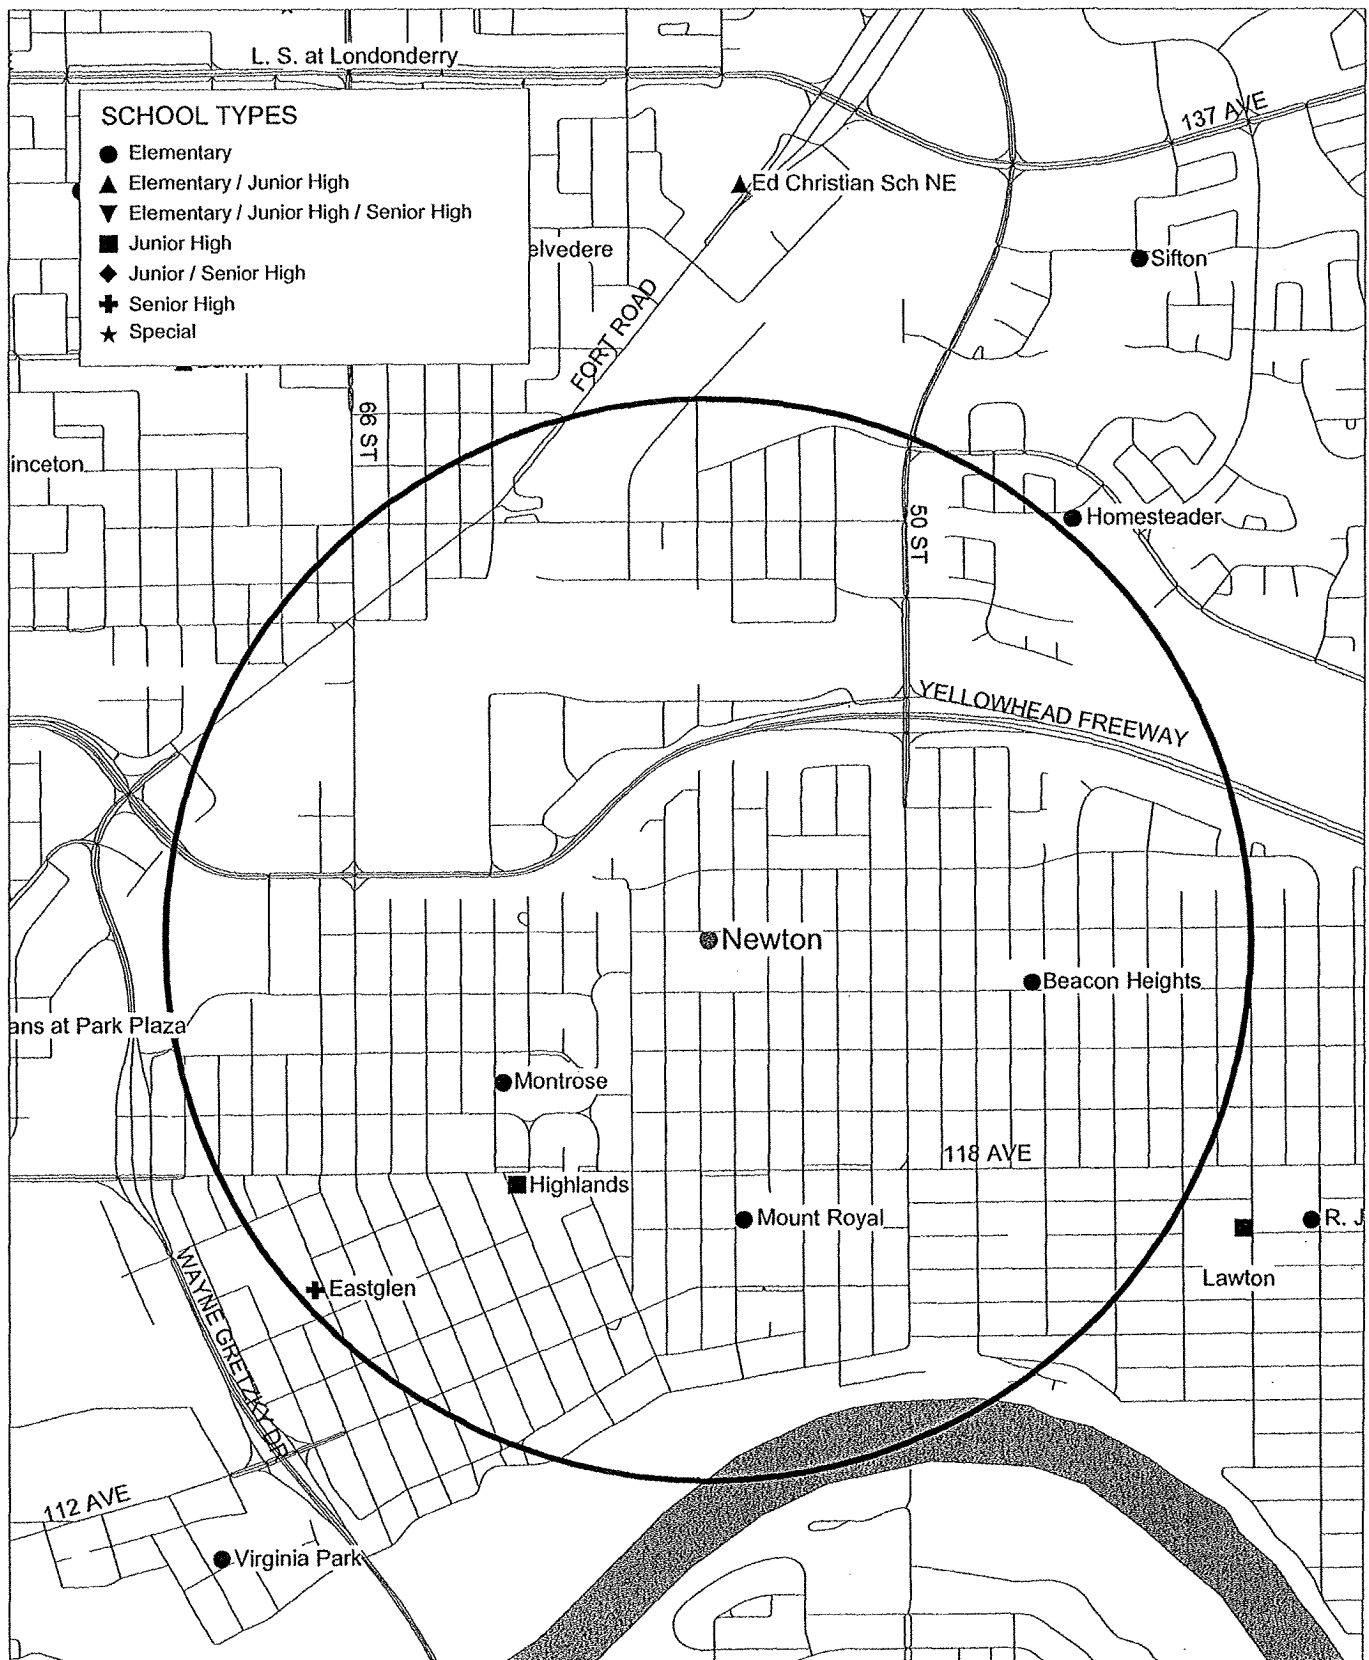 L. S. at Londonderry
137 AVE
SCHOOL TYPES
Elementary
Elementary / Junior High
Elementary / Junior High / Senior High
Junior High
Junior / Senior High
Senior High
Special
Ed Christian Sch NE
elvedere
Sifton
FORT ROAD
66 ST
inceton
50 ST
Homesteader
YELLOWHEAD FREEWAY
Newton
Beacon Heights
ans at Park Plaza
Montrose
118 AVE
Highlands
Mount Royal
R. J
Lawton
Eastglen
WAYNE GRETZKY DR
112 AVE
Virginia Park